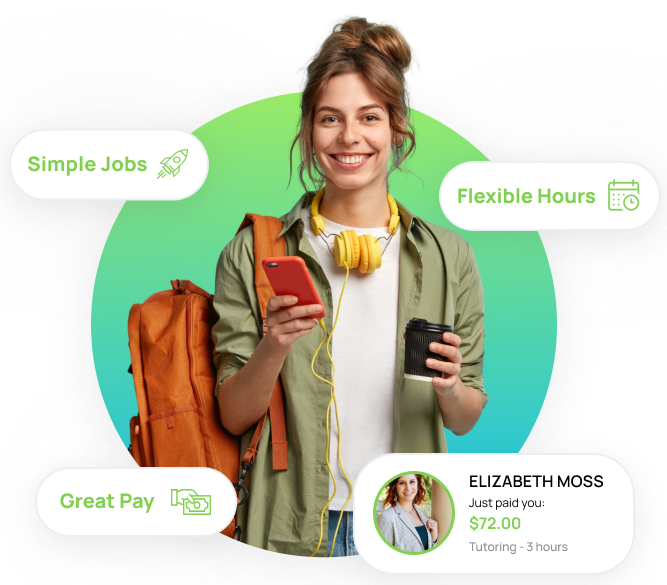 Simple Jobs
Flexible Hours
Great Pay
ELIZABETH MOSS
Just paid you:
$72.00
Tutoring - 3 hours